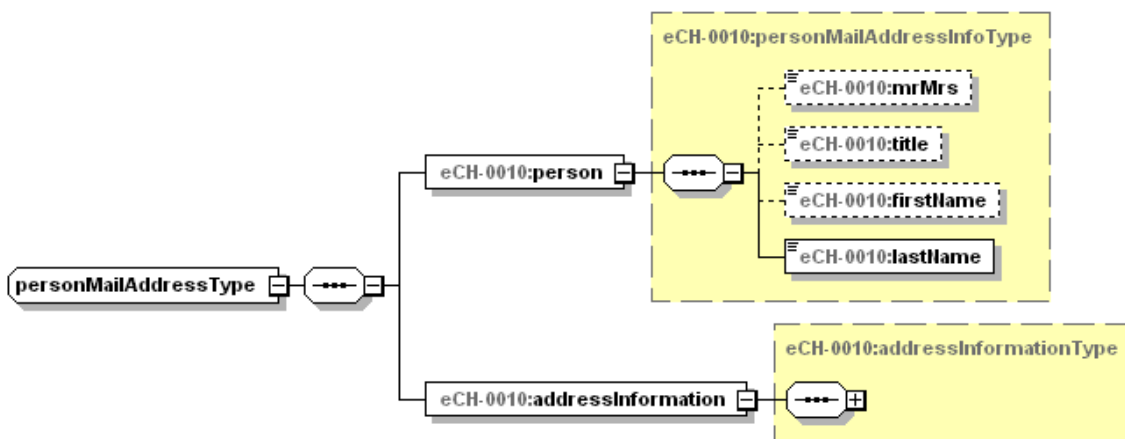 eCH-0010:personMailAddressInfoType
eCH-0010:mrMrs
eCH-0010:title
eCH-0010:person
eCH-0010:firstName
eCH-0010:lastName
personMailAddressType
eCH-0010:addressInformationType
eCH-0010:addressInformation